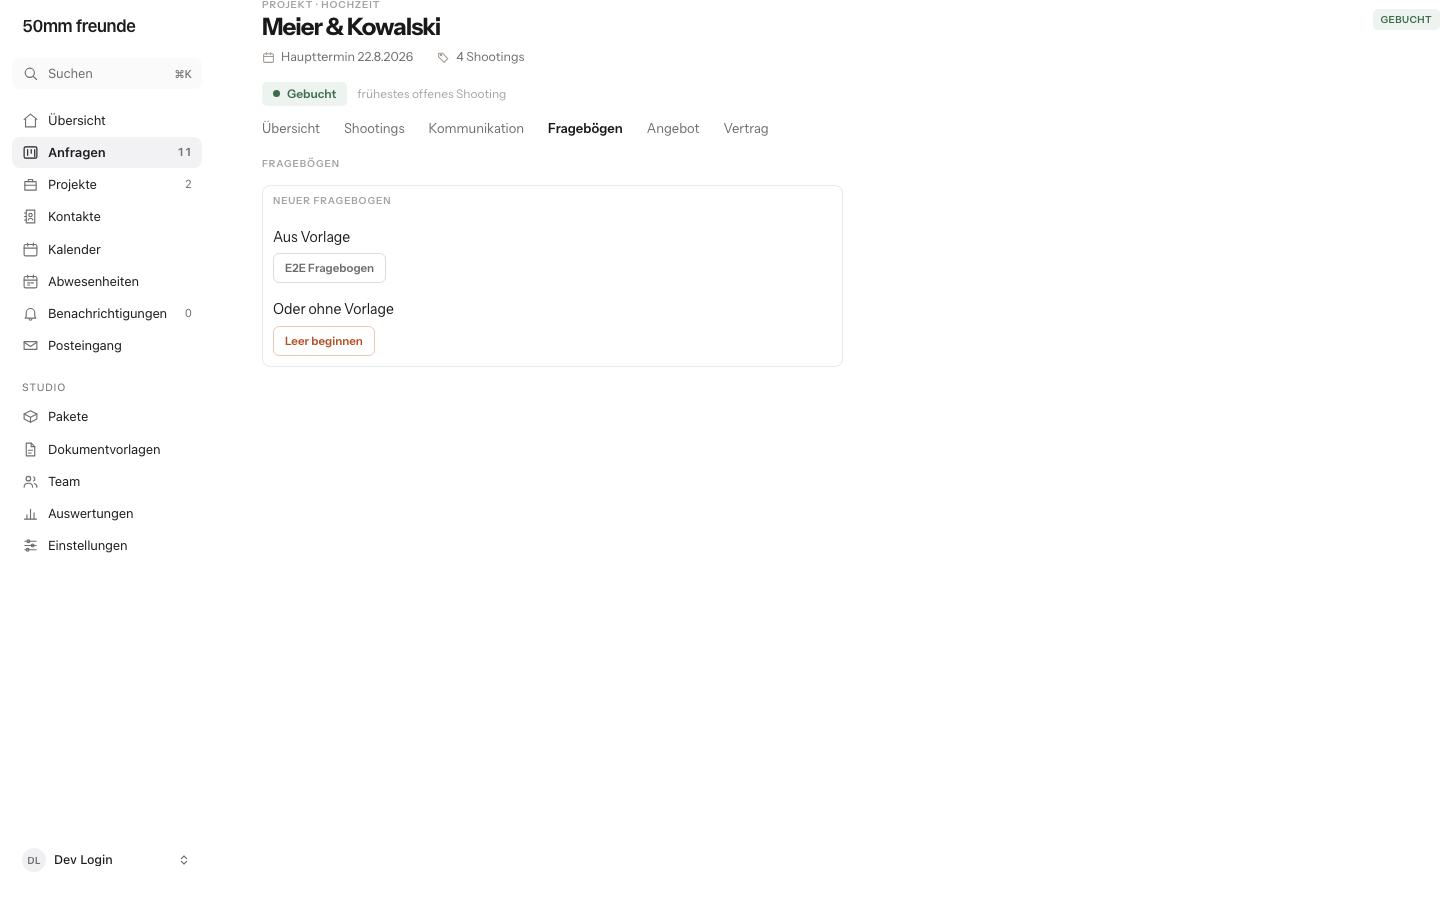 50mm freunde
Suchen ⌘K
Übersicht
Anfragen 11
Projekte 2
Kontakte
Kalender
Abwesenheiten
Benachrichtigungen 0
Posteingang
STUDIO
Pakete
Dokumentvorlagen
Team
Auswertungen
Einstellungen
DL Dev Login
PROJEKT · HOCHZEIT
Meier & Kowalski
GEBUCHT
Haupttermin 22.8.2026 4 Shootings
Gebucht frühestes offenes Shooting
Übersicht Shootings Kommunikation Fragebögen Angebot Vertrag
FRAGEBÖGEN
NEUER FRAGEBOGEN
Aus Vorlage
E2E Fragebogen
Oder ohne Vorlage
Leer beginnen